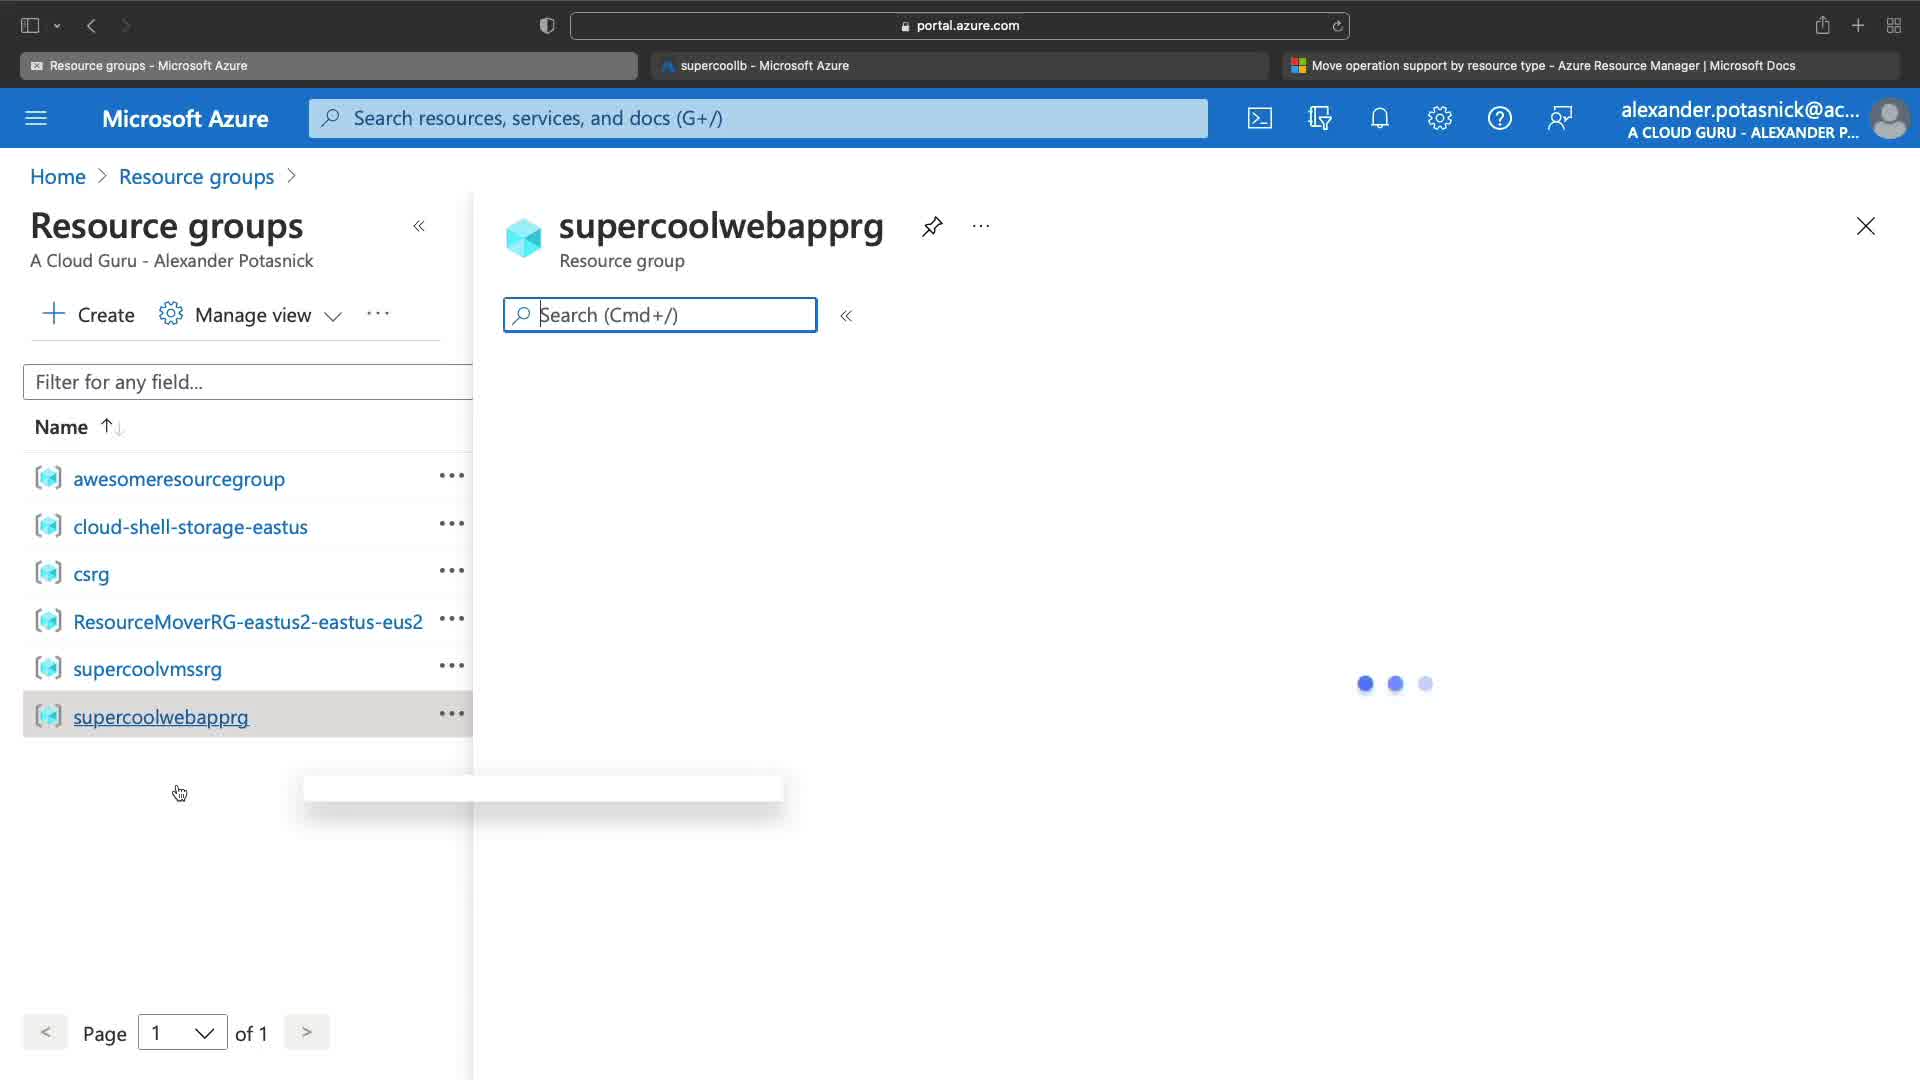 portal.azure.com
Resource groups - Microsoft Azure
supercoollb - Microsoft Azure
Move operation support by resource type - Azure Resource Manager | Microsoft Docs
Microsoft Azure
Search resources, services, and docs (G+/)
alexander.potasnick@ac...
A CLOUD GURU - ALEXANDER P...
Home > Resource groups >
Resource groups
A Cloud Guru - Alexander Potasnick
supercoolwebapprg
Resource group
Create
Manage view
Search (Cmd+/)
Filter for any field...
Name
awesomeresourcegroup
cloud-shell-storage-eastus
csrg
ResourceMoverRG-eastus2-eastus-eus2
supercoolvmssrg
supercoolwebapprg
< Page 1 of 1 >